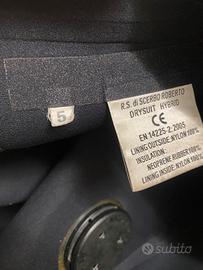 5
R.S. di SCERBO ROBERTO
DRYSUIT HYBRID
CE
EN 14225-2:2005
LINING OUTSIDE: NYLON 100%
INSULATION:
NEOPRENE RUBBER 100%
LINING INSIDE: NYLON 100%
subito